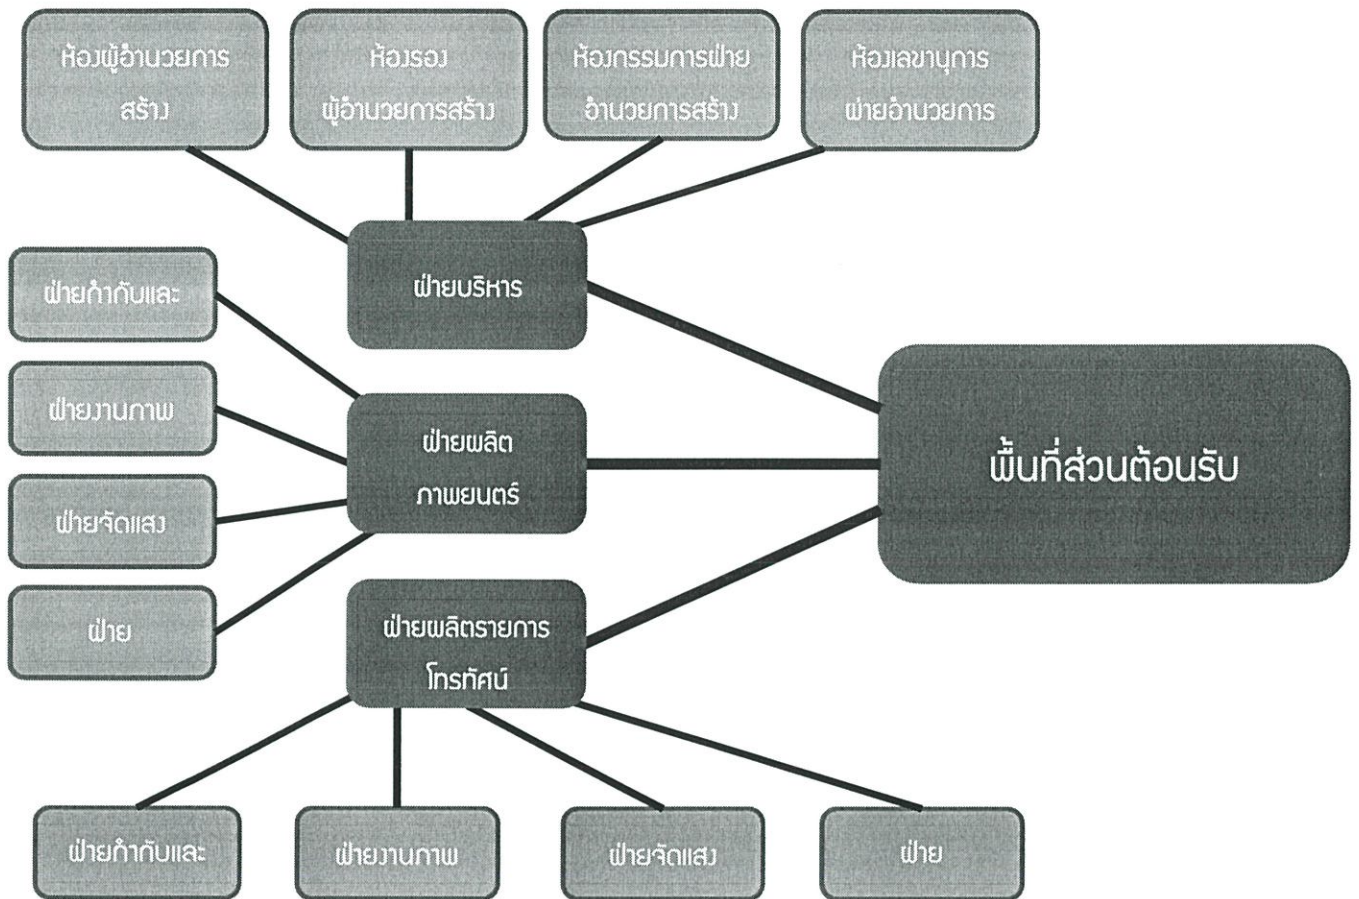 ห้องผู้อำนวยการ
สร้าง
ห้องรอง
ผู้อำนวยการสร้าง
ห้องกรรมการฝ่าย
อำนวยการสร้าง
ห้องเลขานุการ
ฝ่ายอำนวยการ
ฝ่ายบริหาร
ฝ่ายกำกับและ
ฝ่ายงานภาพ
ฝ่ายจัดแสง
ฝ่าย
ฝ่ายผลิต
ภาพยนตร์
พื้นที่ส่วนต้อนรับ
ฝ่ายผลิตรายการ
โทรทัศน์
ฝ่ายกำกับและ
ฝ่ายงานภาพ
ฝ่ายจัดแสง
ฝ่าย